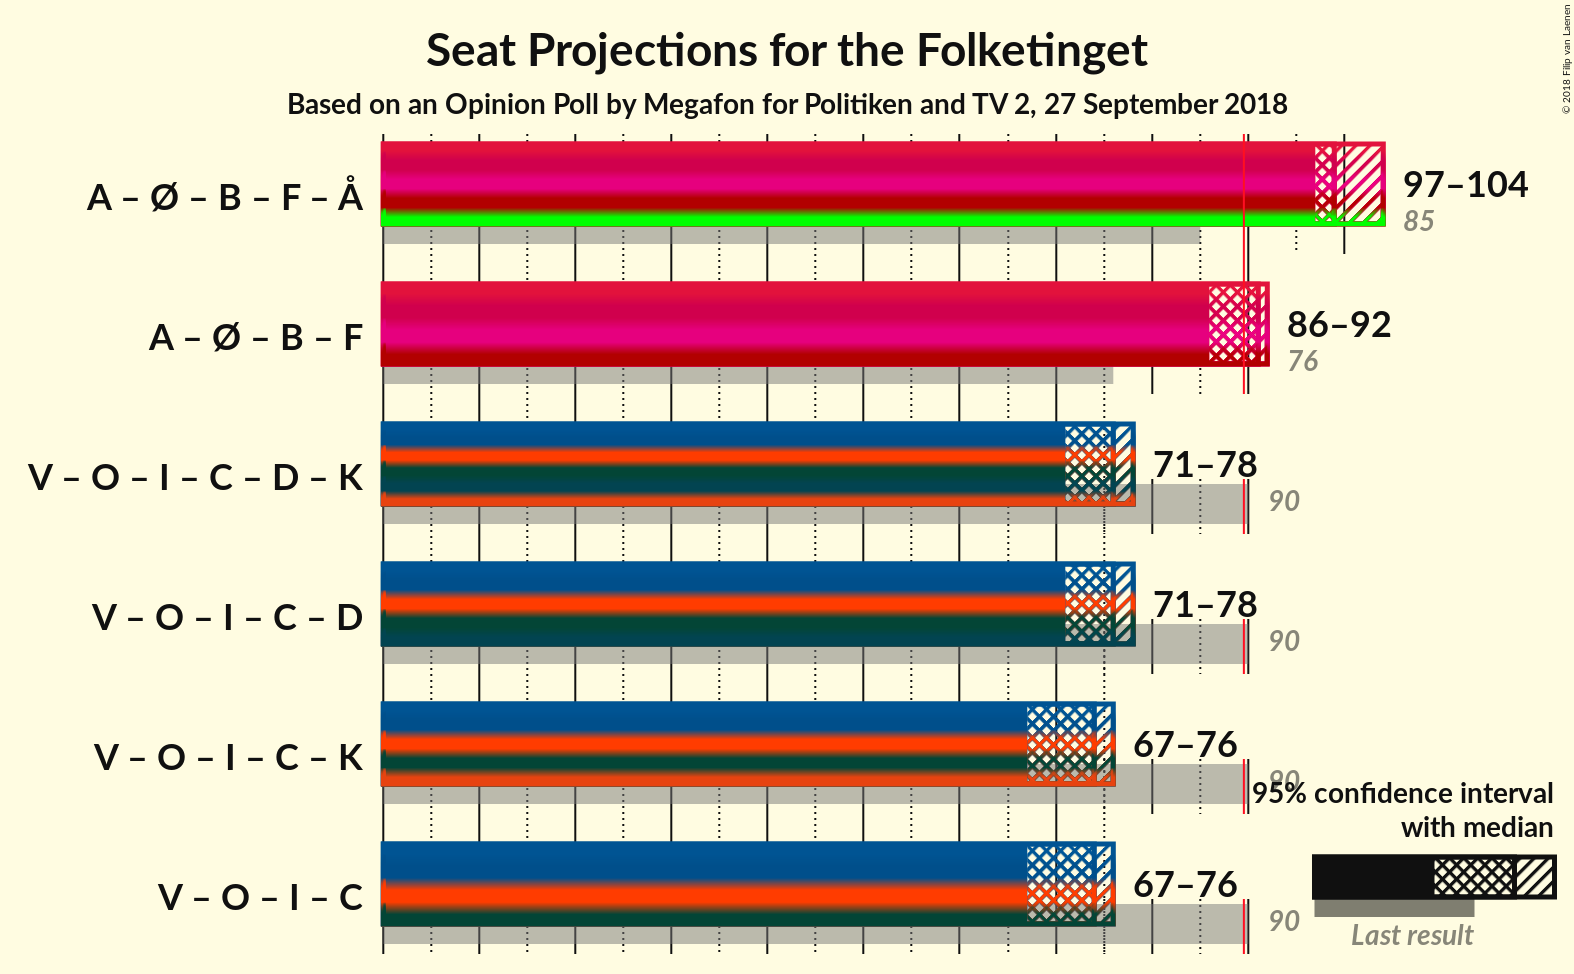 Seat Projections for the Folketinget
Based on an Opinion Poll by Megafon for Politiken and TV 2, 27 September 2018
© 2018 Filip van Laenen
A – Ø – B – F – Å
97–104
85
A – Ø – B – F
86–92
76
V – O – I – C – D – K
71–78
90
V – O – I – C – D
71–78
90
V – O – I – C – K
67–76
90
V – O – I – C
67–76
90
95% confidence interval
with median
Last result